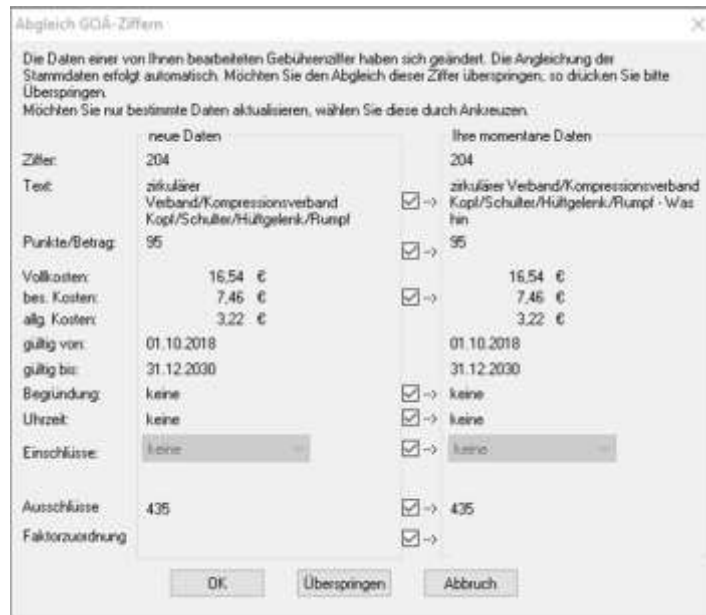 Abgleich GOÄ-Ziffern
Die Daten einer von Ihnen bearbeiteten Gebührenziffer haben sich geändert. Die Angleichung der
Stammdaten erfolgt automatisch. Möchten Sie den Abgleich dieser Ziffer überspringen, so drücken Sie bitte
Überspringen.
Möchten Sie nur bestimmte Daten aktualisieren, wählen Sie diese durch Ankreuzen.
neue Daten Ihre momentane Daten
Ziffer: 204 204
Text: zirkulärer zirkulärer Verband/Kompressionsverband
Verband/Kompressionsverband -> Kopf/Schulter/Hüftgelenk/Rumpf - Was
Kopf/Schulter/Hüftgelenk/Rumpf hin
Punkte/Betrag: 95 -> 95
Vollkosten: 16,54 € 16,54 €
bes. Kosten: 7,46 € -> 7,46 €
allg. Kosten: 3,22 € 3,22 €
gültig von: 01.10.2018 01.10.2018
gültig bis: 31.12.2030 31.12.2030
Begründung: keine -> keine
Uhrzeit: keine -> keine
Einschlüsse: keine -> keine
Ausschlüsse 435 -> 435
Faktorzuordnung ->
OK Überspringen Abbruch